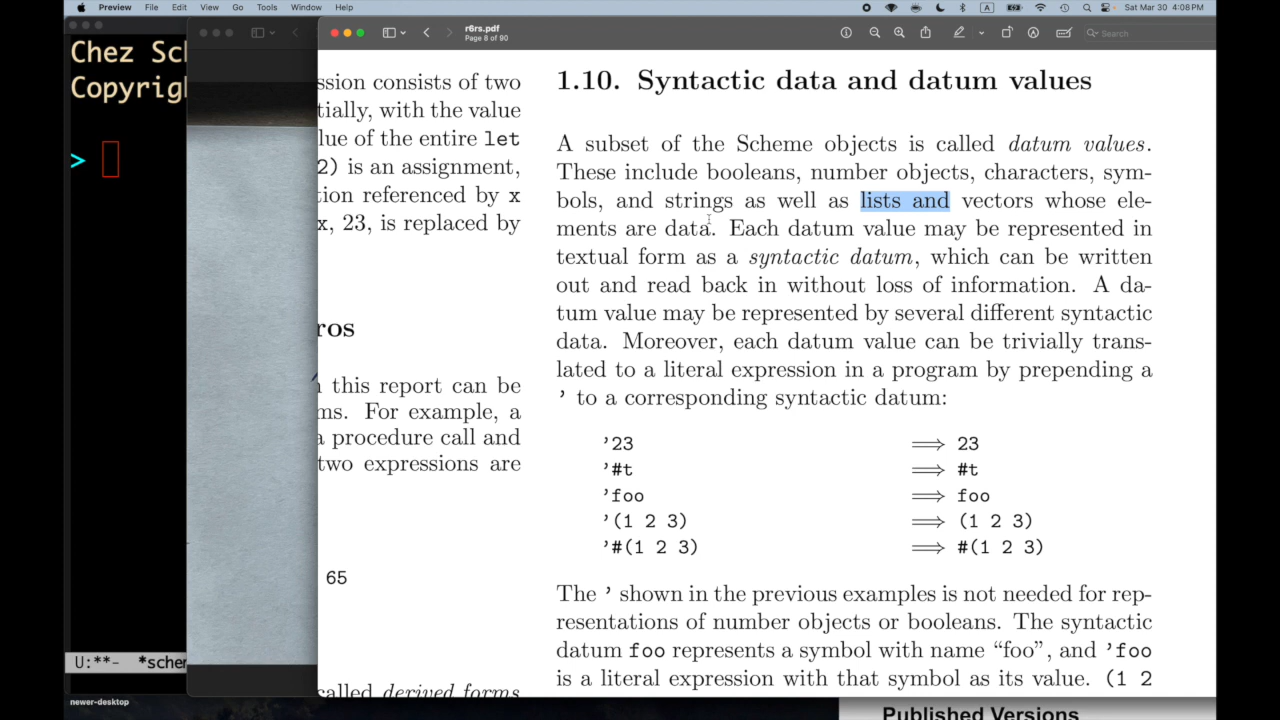 Preview File Edit View Go Tools Window Help
A Sat Mar 30 4:08 PM
Chez Sc
Copyrig
>
U:**- *sche
newer-desktop
r6rs.pdf
Page 8 of 90
Search
ssion consists of two
tially, with the value
lue of the entire let
2) is an assignment,
tion referenced by x
x, 23, is replaced by
ros
this report can be
ms. For example, a
a procedure call and
two expressions are
65
called derived forms
1.10. Syntactic data and datum values
A subset of the Scheme objects is called datum values.
These include booleans, number objects, characters, sym-
bols, and strings as well as lists and vectors whose ele-
ments are data. Each datum value may be represented in
textual form as a syntactic datum, which can be written
out and read back in without loss of information. A da-
tum value may be represented by several different syntactic
data. Moreover, each datum value can be trivially trans-
lated to a literal expression in a program by prepending a
’ to a corresponding syntactic datum:
’23 ⟹ 23
’#t ⟹ #t
’foo ⟹ foo
’(1 2 3) ⟹ (1 2 3)
’#(1 2 3) ⟹ #(1 2 3)
The ’ shown in the previous examples is not needed for rep-
resentations of number objects or booleans. The syntactic
datum foo represents a symbol with name “foo”, and ’foo
is a literal expression with that symbol as its value. (1 2
Published Versions